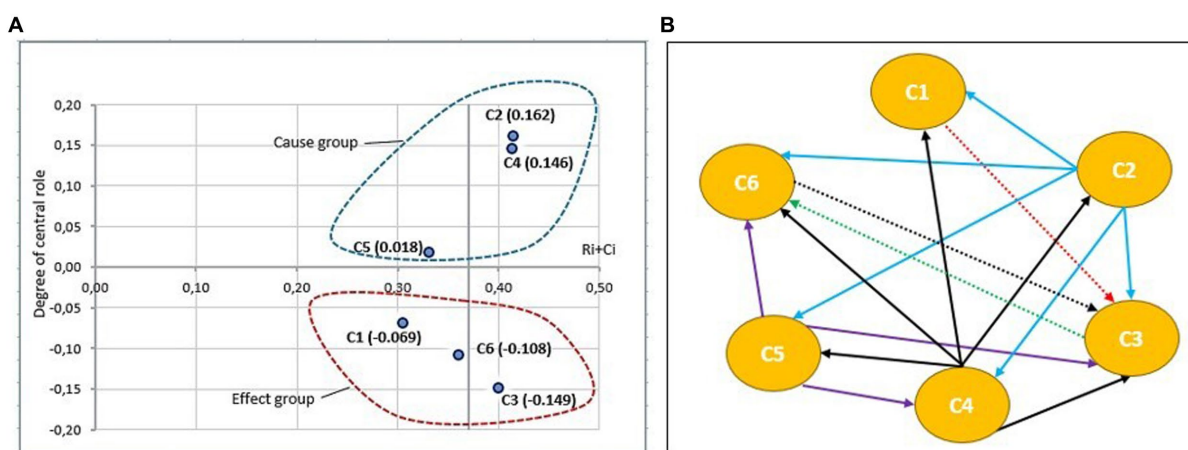 A
B
0,20
0,15
0,10
0,05
0,00
-0,05
-0,10
-0,15
-0,20
Degree of central role
0,00
0,10
0,20
0,30
0,40
0,50
Ri+Ci
Cause group
C2 (0.162)
C4 (0.146)
C5 (0.018)
C1 (-0.069)
C6 (-0.108)
C3 (-0.149)
Effect group
C1
C2
C6
C3
C5
C4